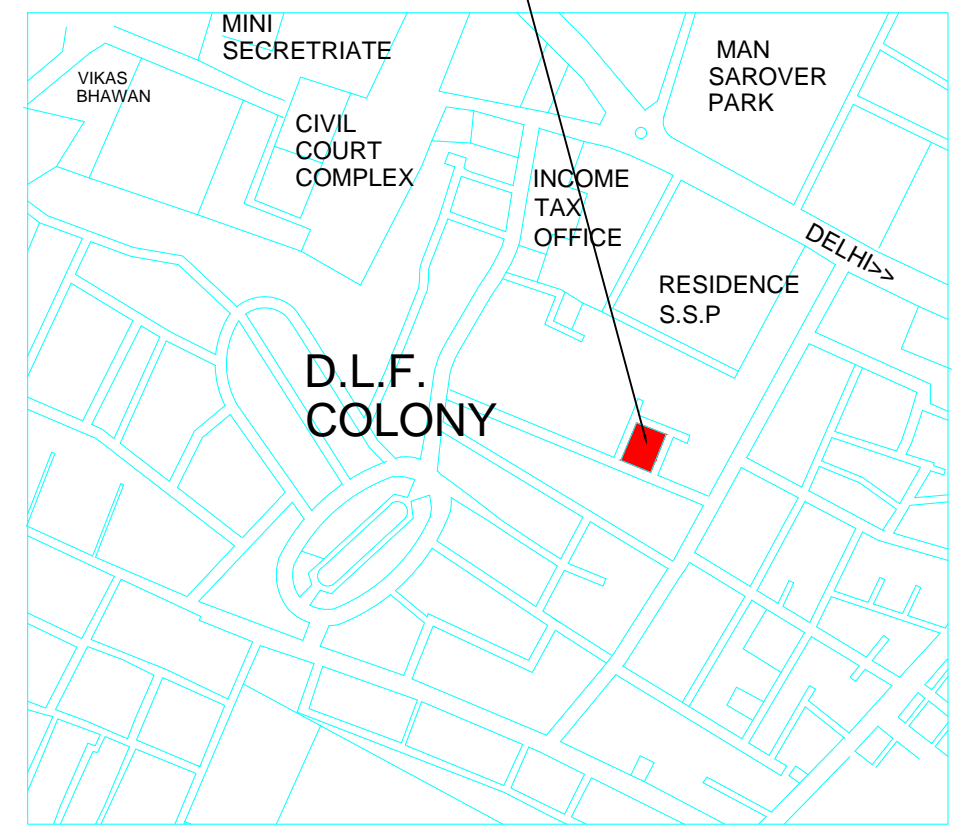 MINI
SECRETRIATE
MAN
SAROVER
PARK
VIKAS
BHAWAN
CIVIL
COURT
COMPLEX
INCOME
TAX
OFFICE
DELHI>>
RESIDENCE
S.S.P
D.L.F.
COLONY